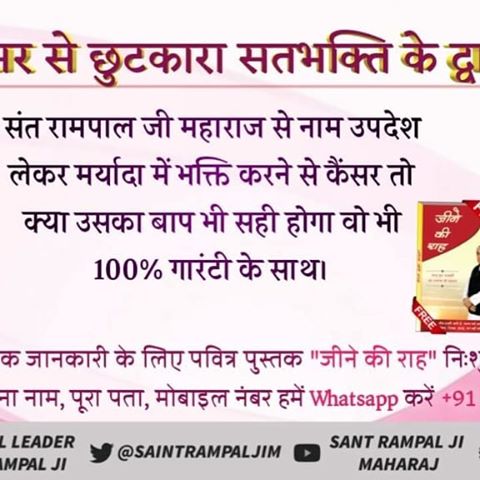 सर से छुटकारा सतभक्ति के द्वा
संत रामपाल जी महाराज से नाम उपदेश
लेकर मर्यादा में भक्ति करने से कैंसर तो
क्या उसका बाप भी सही होगा वो भी
100% गारंटी के साथ।
जीने
की
राह
FREE
क जानकारी के लिए पवित्र पुस्तक "जीने की राह" निःशु
ना नाम, पूरा पता, मोबाइल नंबर हमें Whatsapp करें +91
L LEADER
AMPAL JI
@SAINTRAMPALJIM
SANT RAMPAL JI
MAHARAJ